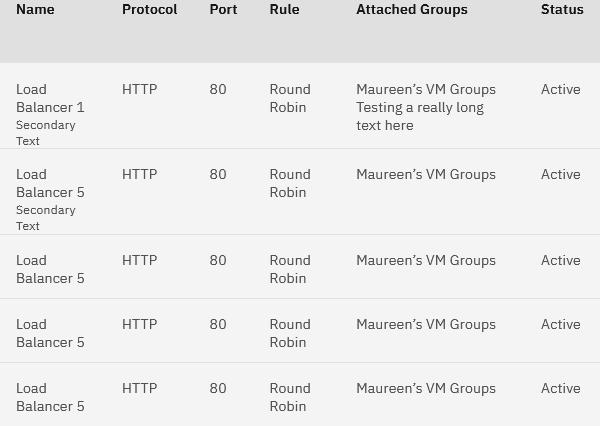 Name Protocol Port Rule Attached Groups Status
Load HTTP 80 Round Maureen’s VM Groups Active
Balancer 1 Robin Testing a really long
Secondary text here
Text
Load HTTP 80 Round Maureen’s VM Groups Active
Balancer 5 Robin
Secondary
Text
Load HTTP 80 Round Maureen’s VM Groups Active
Balancer 5 Robin
Load HTTP 80 Round Maureen’s VM Groups Active
Balancer 5 Robin
Load HTTP 80 Round Maureen’s VM Groups Active
Balancer 5 Robin